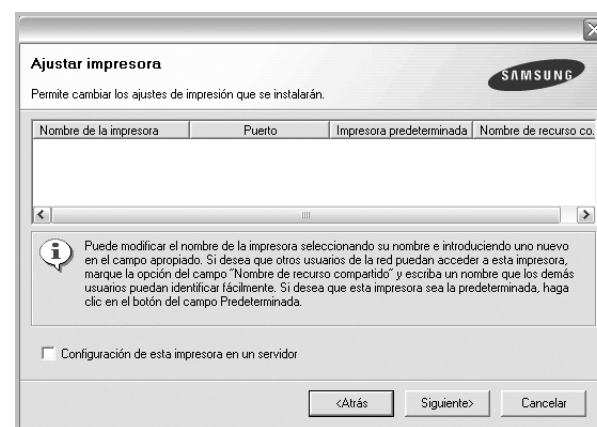 Ajustar impresora
SAMSUNG
Permite cambiar los ajustes de impresión que se instalarán.
Nombre de la impresora Puerto Impresora predeterminada Nombre de recurso co.
Puede modificar el nombre de la impresora seleccionando su nombre e introduciendo uno nuevo
en el campo apropiado. Si desea que otros usuarios de la red puedan acceder a esta impresora,
marque la opción del campo "Nombre de recurso compartido" y escriba un nombre que los demás
usuarios puedan identificar fácilmente. Si desea que esta impresora sea la predeterminada, haga
clic en el botón del campo Predeterminada.
Configuración de esta impresora en un servidor
<Atrás Siguiente> Cancelar